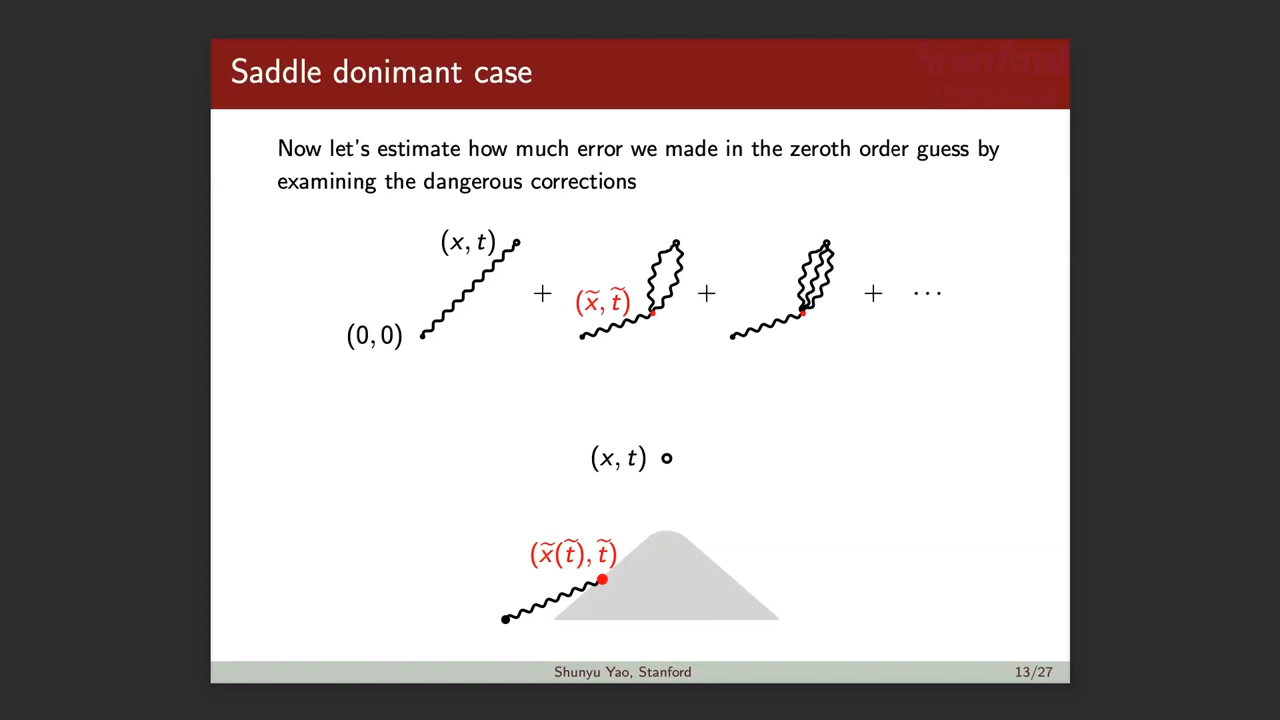 Saddle donimant case
Now let's estimate how much error we made in the zeroth order guess by
examining the dangerous corrections
(x, t)
(0, 0)
+
(x̃, t̃)
+
+ ⋯
(x, t)
(x̃(t̃), t̃)
Shunyu Yao, Stanford
13/27